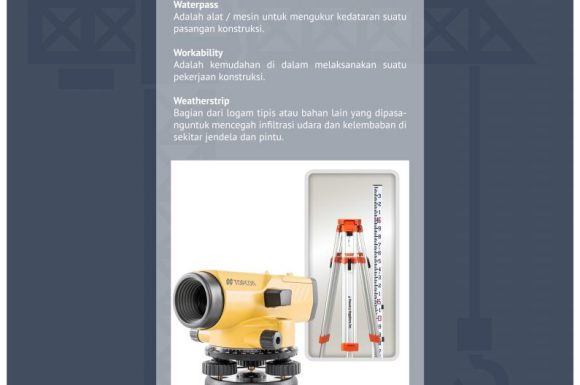 Waterpass
Adalah alat / mesin untuk mengukur kedataran suatu
pasangan konstruksi.
Workability
Adalah kemudahan di dalam melaksanakan suatu
pekerjaan konstruksi.
Weatherstrip
Bagian dari logam tipis atau bahan lain yang dipasa-
nguntuk mencegah infiltrasi udara dan kelembaban di
sekitar jendela dan pintu.
TOPCON